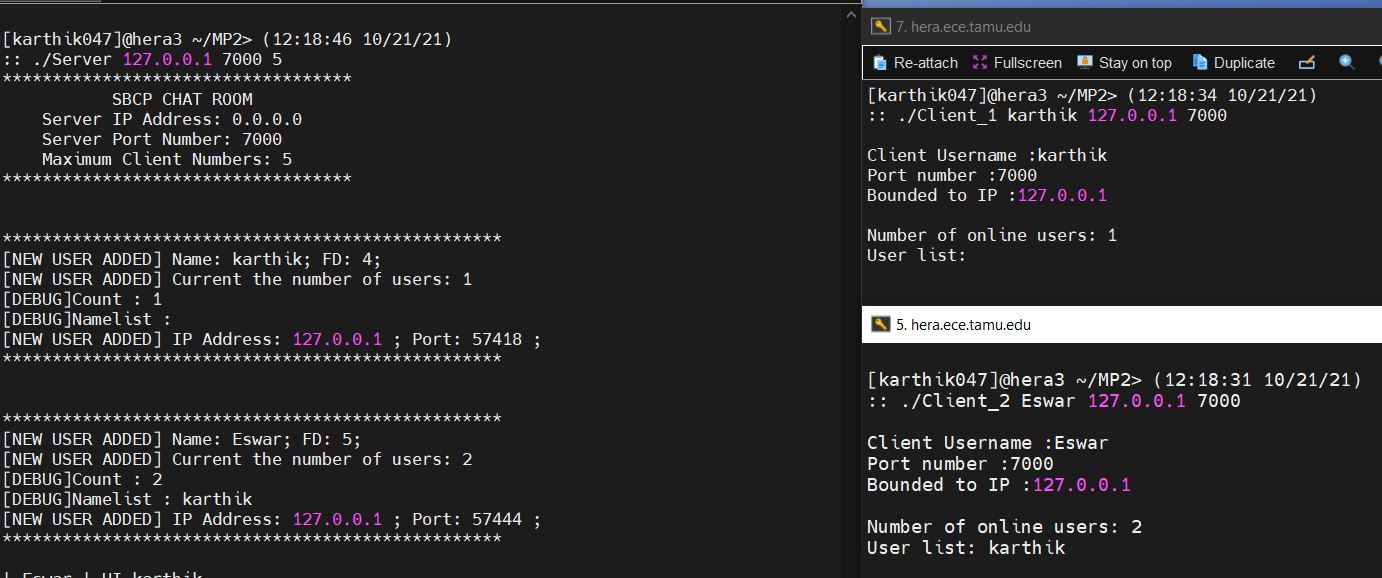 [karthik047]@hera3 ~/MP2> (12:18:46 10/21/21)
:: ./Server 127.0.0.1 7000 5
***********************************
SBCP CHAT ROOM
Server IP Address: 0.0.0.0
Server Port Number: 7000
Maximum Client Numbers: 5
***********************************
**************************************************
[NEW USER ADDED] Name: karthik; FD: 4;
[NEW USER ADDED] Current the number of users: 1
[DEBUG]Count : 1
[DEBUG]Namelist :
[NEW USER ADDED] IP Address: 127.0.0.1 ; Port: 57418 ;
**************************************************
**************************************************
[NEW USER ADDED] Name: Eswar; FD: 5;
[NEW USER ADDED] Current the number of users: 2
[DEBUG]Count : 2
[DEBUG]Namelist : karthik
[NEW USER ADDED] IP Address: 127.0.0.1 ; Port: 57444 ;
**************************************************
| Eswar | HI karthik
7. hera.ece.tamu.edu
Re-attach Fullscreen Stay on top Duplicate
[karthik047]@hera3 ~/MP2> (12:18:34 10/21/21)
:: ./Client_1 karthik 127.0.0.1 7000
Client Username :karthik
Port number :7000
Bounded to IP :127.0.0.1
Number of online users: 1
User list:
5. hera.ece.tamu.edu
[karthik047]@hera3 ~/MP2> (12:18:31 10/21/21)
:: ./Client_2 Eswar 127.0.0.1 7000
Client Username :Eswar
Port number :7000
Bounded to IP :127.0.0.1
Number of online users: 2
User list: karthik